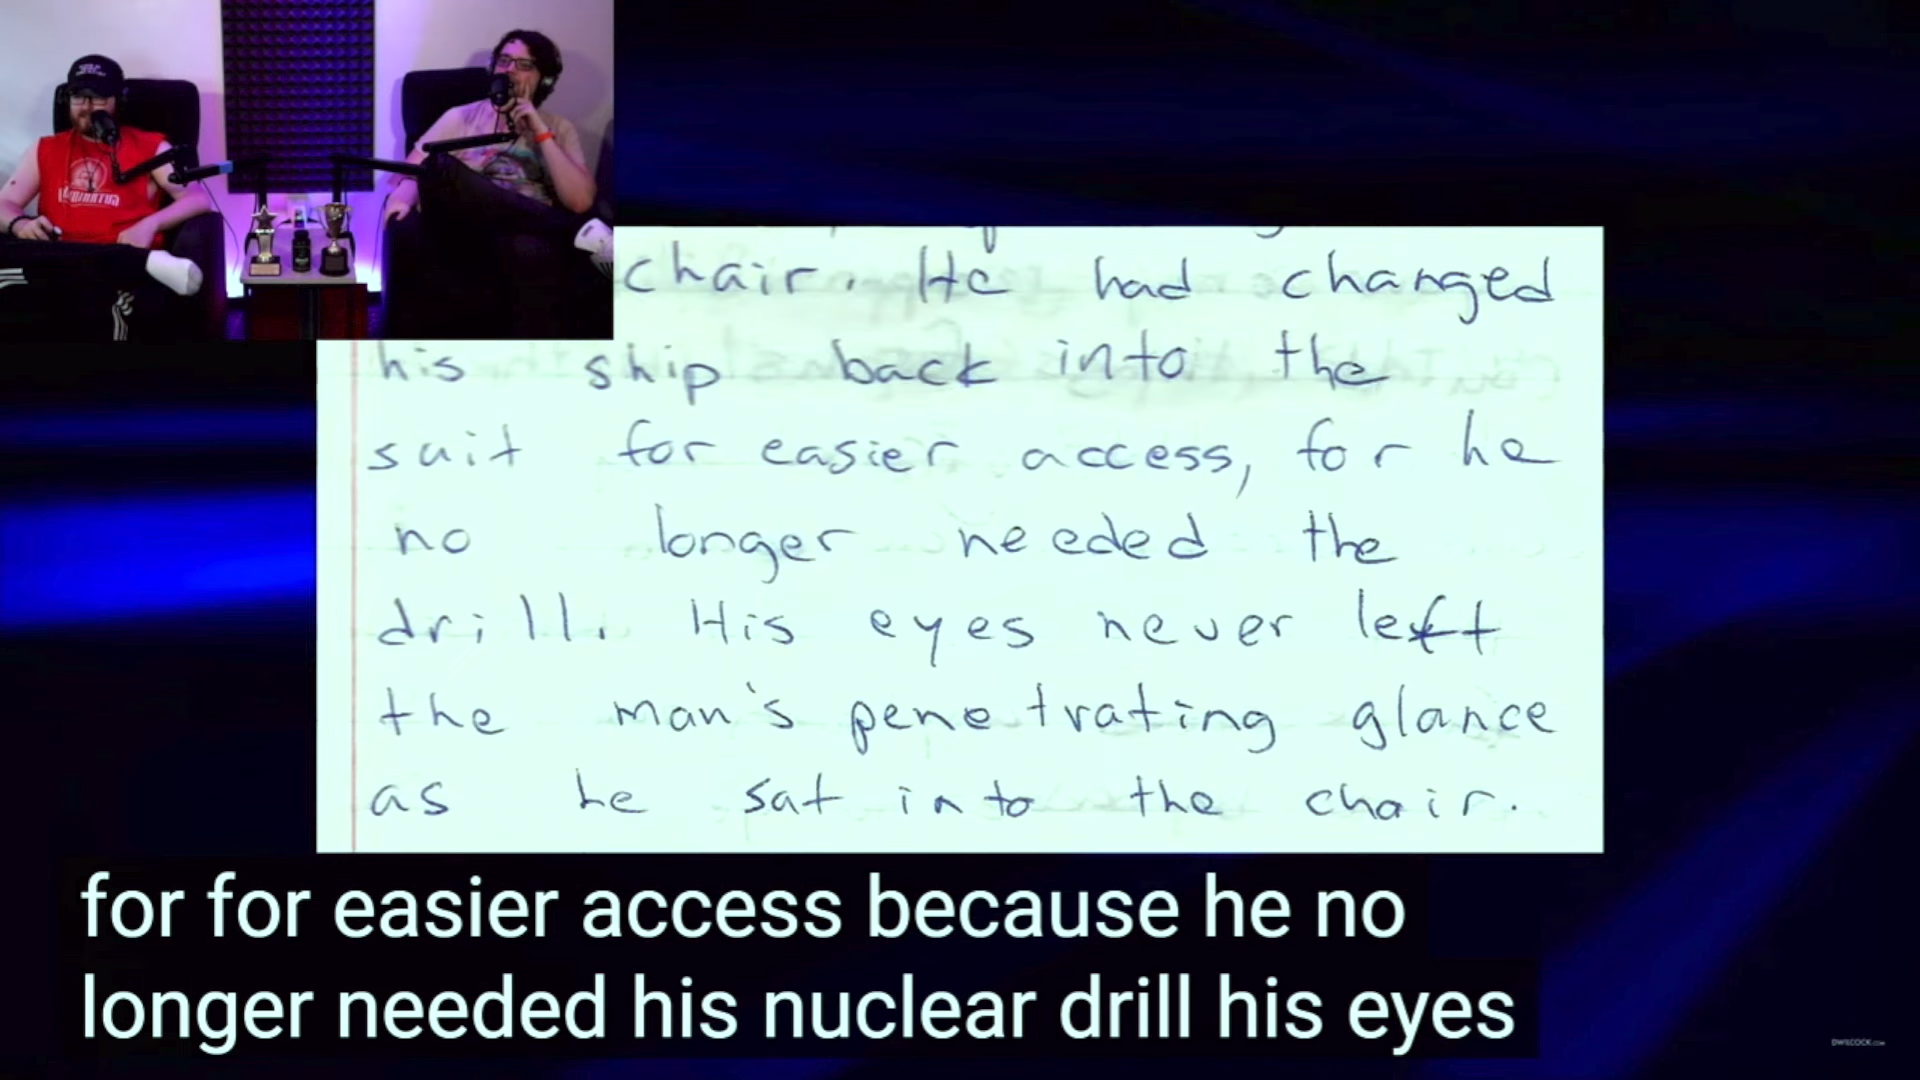 chair. He had changed
his ship back into the
suit for easier access, for he
no longer needed the
drill. His eyes never left
the man's penetrating glance
as he sat into the chair.
for for easier access because he no
longer needed his nuclear drill his eyes
DWILCOCK.COM